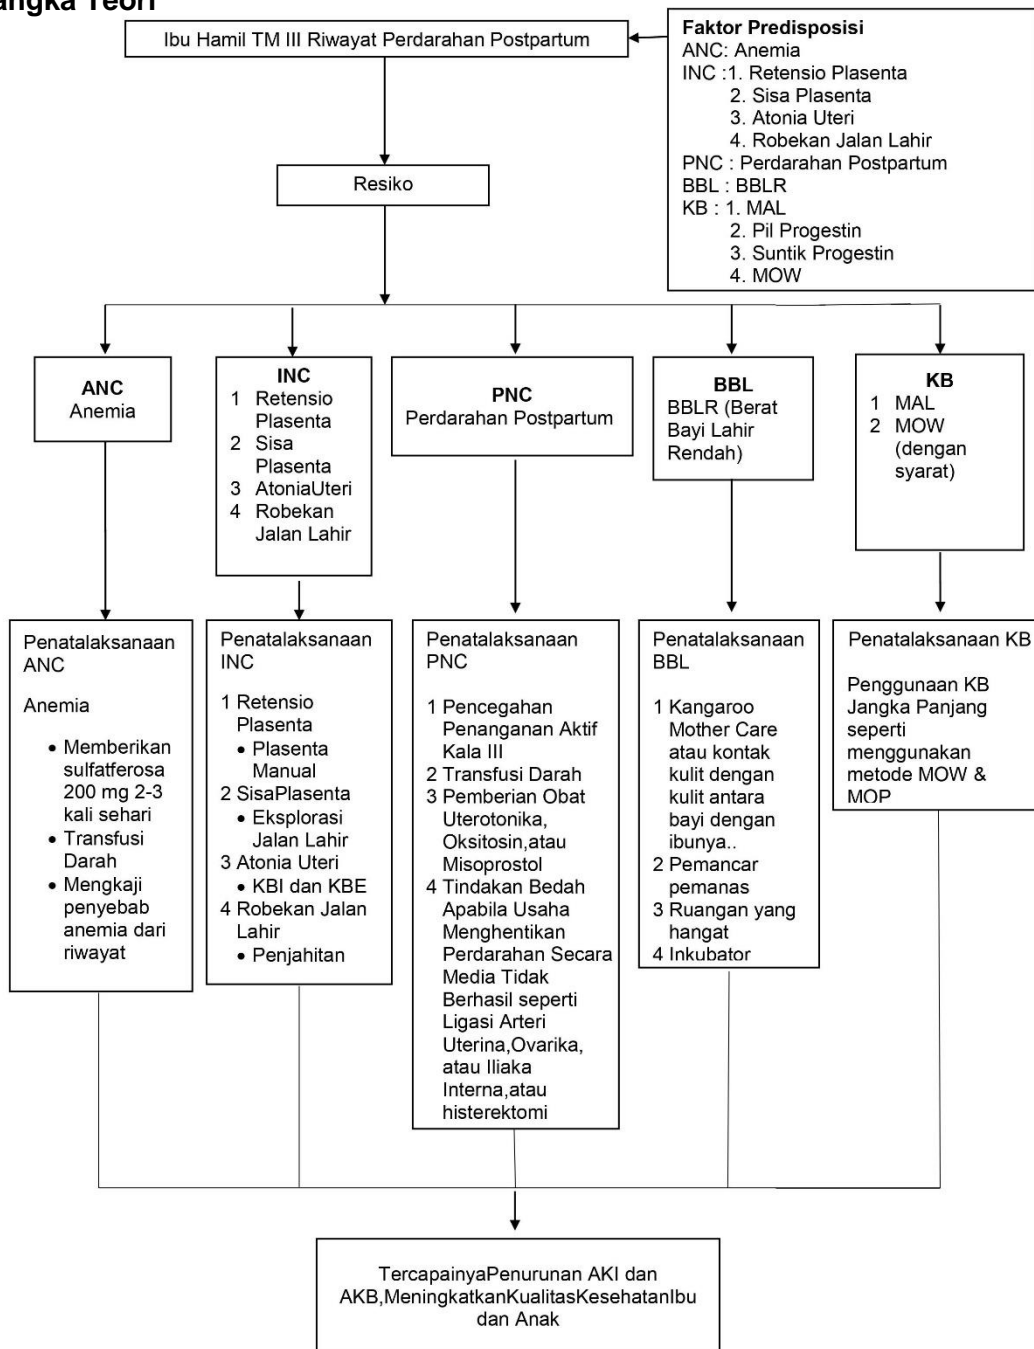 angka Teori
Ibu Hamil TM III Riwayat Perdarahan Postpartum
Faktor Predisposisi
ANC: Anemia
INC :1. Retensio Plasenta
2. Sisa Plasenta
3. Atonia Uteri
4. Robekan Jalan Lahir
PNC : Perdarahan Postpartum
BBL : BBLR
KB : 1. MAL
2. Pil Progestin
3. Suntik Progestin
4. MOW
Resiko
ANC
Anemia
INC
1 Retensio
Plasenta
2 Sisa
Plasenta
3 AtoniaUteri
4 Robekan
Jalan Lahir
PNC
Perdarahan Postpartum
BBL
BBLR (Berat
Bayi Lahir
Rendah)
KB
1 MAL
2 MOW
(dengan
syarat)
Penatalaksanaan
ANC
Anemia
• Memberikan
sulfatferosa
200 mg 2-3
kali sehari
• Transfusi
Darah
• Mengkaji
penyebab
anemia dari
riwayat
Penatalaksanaan
INC
1 Retensio
Plasenta
• Plasenta
Manual
2 SisaPlasenta
• Eksplorasi
Jalan Lahir
3 Atonia Uteri
• KBI dan KBE
4 Robekan Jalan
Lahir
• Penjahitan
Penatalaksanaan
PNC
1 Pencegahan
Penanganan Aktif
Kala III
2 Transfusi Darah
3 Pemberian Obat
Uterotonika,
Oksitosin,atau
Misoprostol
4 Tindakan Bedah
Apabila Usaha
Menghentikan
Perdarahan Secara
Media Tidak
Berhasil seperti
Ligasi Arteri
Uterina,Ovarika,
atau Iliaka
Interna,atau
histerektomi
Penatalaksanaan
BBL
1 Kangaroo
Mother Care
atau kontak
kulit dengan
kulit antara
bayi dengan
ibunya..
2 Pemancar
pemanas
3 Ruangan yang
hangat
4 Inkubator
Penatalaksanaan KB
Penggunaan KB
Jangka Panjang
seperti
menggunakan
metode MOW &
MOP
TercapainyaPenurunan AKI dan
AKB,MeningkatkanKualitasKesehatanIbu
dan Anak